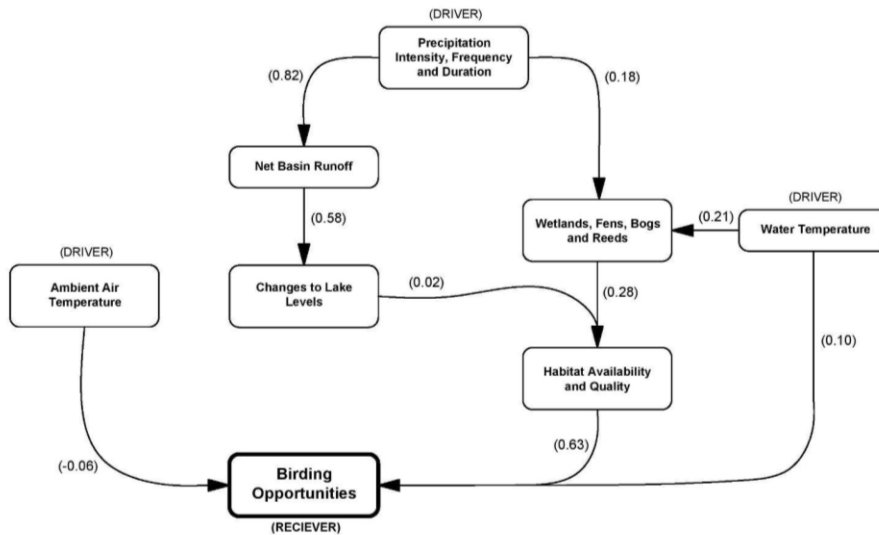 (DRIVER)
Precipitation
Intensity, Frequency
and Duration
(0.82)
(0.18)
Net Basin Runoff
(0.58)
Wetlands, Fens, Bogs
and Reeds
(0.21)
(DRIVER)
Water Temperature
(DRIVER)
Ambient Air
Temperature
Changes to Lake
Levels
(0.02)
(0.28)
(0.10)
Habitat Availability
and Quality
(0.63)
(-0.06)
Birding
Opportunities
(RECIEVER)